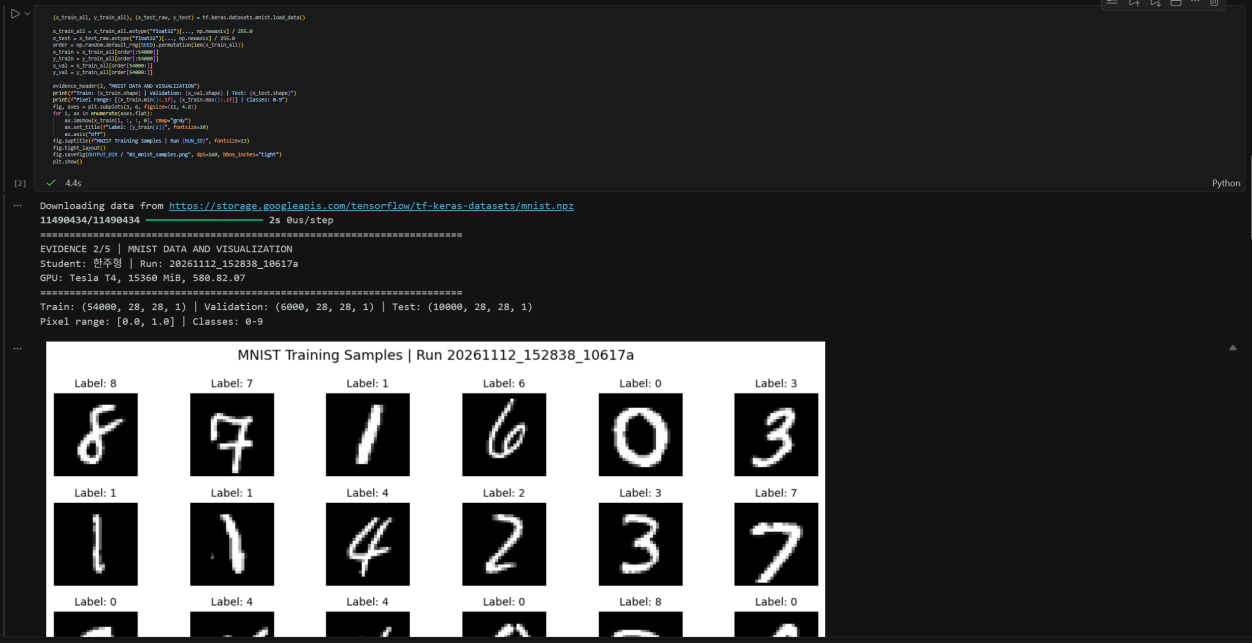 (x_train_all, y_train_all), (x_test_raw, y_test) = tf.keras.datasets.mnist.load_data()
x_train_all = x_train_all.astype("float32")[..., np.newaxis] / 255.0
x_test = x_test_raw.astype("float32")[..., np.newaxis] / 255.0
order = np.random.default_rng(SEED).permutation(len(x_train_all))
x_train = x_train_all[order[:54000]]
y_train = y_train_all[order[:54000]]
x_val = x_train_all[order[54000:]]
y_val = y_train_all[order[54000:]]
evidence_header(2, "MNIST DATA AND VISUALIZATION")
print(f"Train: {x_train.shape} | Validation: {x_val.shape} | Test: {x_test.shape}")
print(f"Pixel range: [{x_train.min():.1f}, {x_train.max():.1f}] | Classes: 0-9")
fig, axes = plt.subplots(3, 6, figsize=(11, 4.8))
for i, ax in enumerate(axes.flat):
ax.imshow(x_train[i, :, :, 0], cmap="gray")
ax.set_title(f"Label: {y_train[i]}", fontsize=10)
ax.axis("off")
fig.suptitle(f"MNIST Training Samples | Run {RUN_ID}", fontsize=13)
fig.tight_layout()
fig.savefig(OUTPUT_DIR / "02_mnist_samples.png", dpi=160, bbox_inches="tight")
plt.show()
[2] 4.4s Python
Downloading data from https://storage.googleapis.com/tensorflow/tf-keras-datasets/mnist.npz
11490434/11490434 2s 0us/step
========================================================================
EVIDENCE 2/5 | MNIST DATA AND VISUALIZATION
Student: 한주형 | Run: 20261112_152838_10617a
GPU: Tesla T4, 15360 MiB, 580.82.07
========================================================================
Train: (54000, 28, 28, 1) | Validation: (6000, 28, 28, 1) | Test: (10000, 28, 28, 1)
Pixel range: [0.0, 1.0] | Classes: 0-9
MNIST Training Samples | Run 20261112_152838_10617a
Label: 8 Label: 7 Label: 1 Label: 6 Label: 0 Label: 3
8 7 1 6 0 3
Label: 1 Label: 1 Label: 4 Label: 2 Label: 3 Label: 7
1 1 4 2 3 7
Label: 0 Label: 4 Label: 4 Label: 0 Label: 8 Label: 0